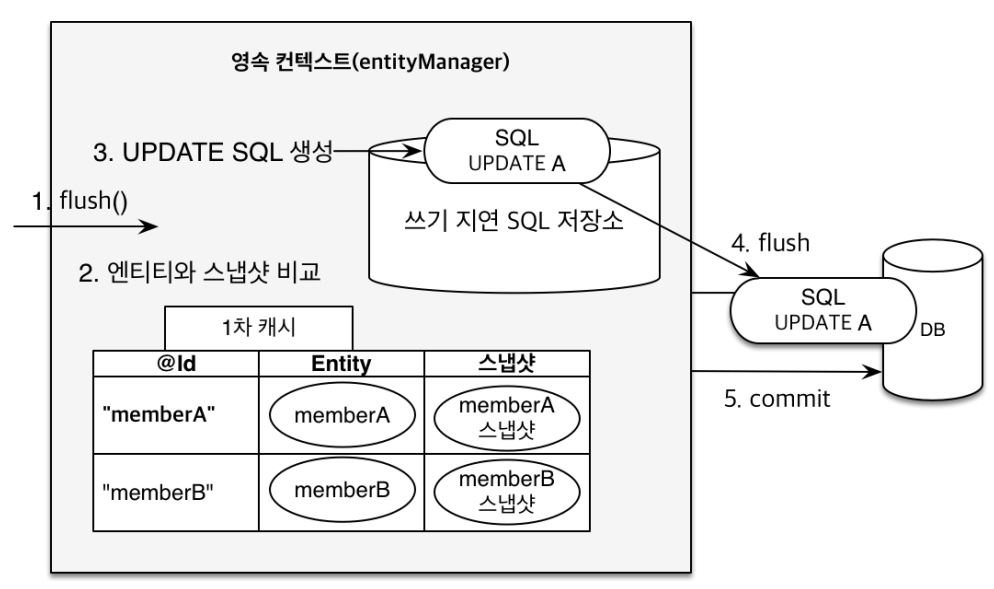 영속 컨텍스트(entityManager)
3. UPDATE SQL 생성
SQL
UPDATE A
쓰기 지연 SQL 저장소
1. flush()
2. 엔티티와 스냅샷 비교
4. flush
SQL
UPDATE A
DB
5. commit
1차 캐시
@Id Entity 스냅샷
"memberA" memberA memberA
스냅샷
"memberB" memberB memberB
스냅샷